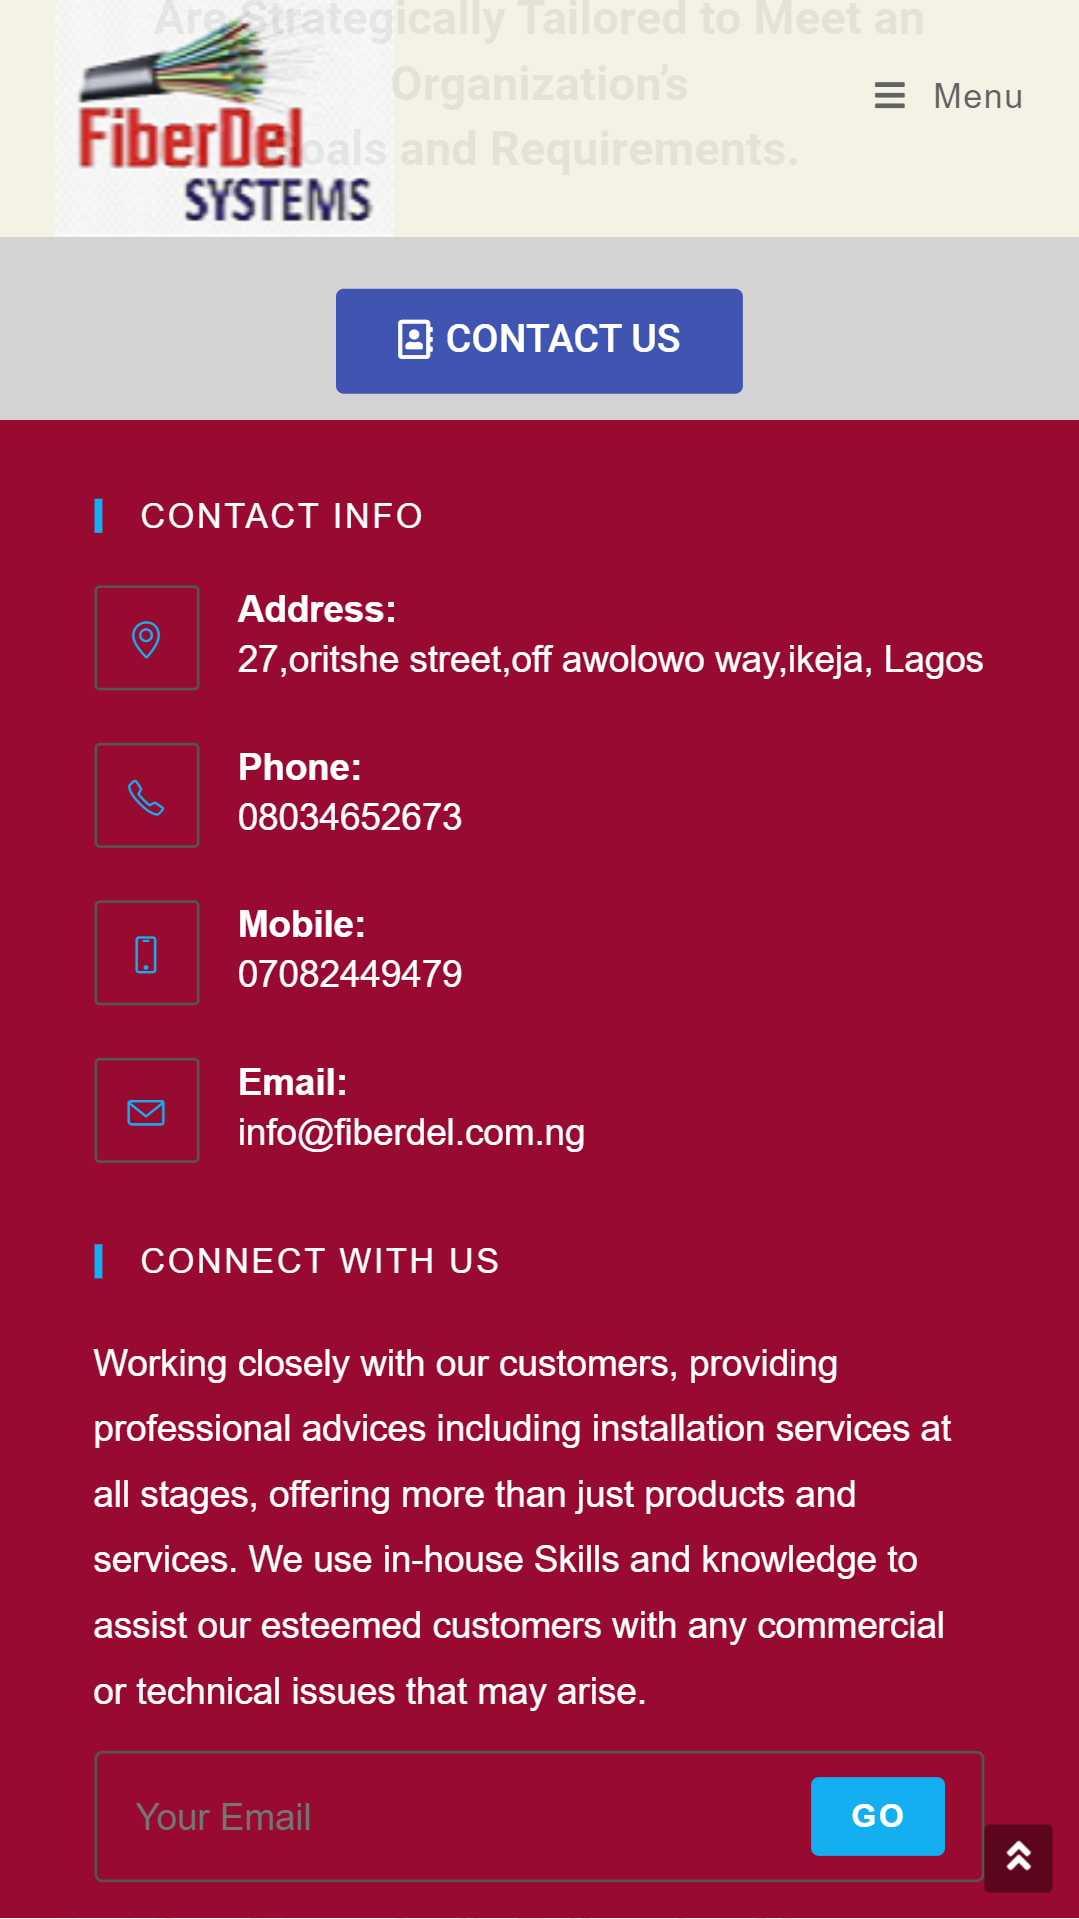 Are Strategically Tailored to Meet an
Organization's
Goals and Requirements.
FiberDel
SYSTEMS
Menu
CONTACT US
CONTACT INFO
Address:
27,oritshe street,off awolowo way,ikeja, Lagos
Phone:
08034652673
Mobile:
07082449479
Email:
info@fiberdel.com.ng
CONNECT WITH US
Working closely with our customers, providing
professional advices including installation services at
all stages, offering more than just products and
services. We use in-house Skills and knowledge to
assist our esteemed customers with any commercial
or technical issues that may arise.
Your Email
GO